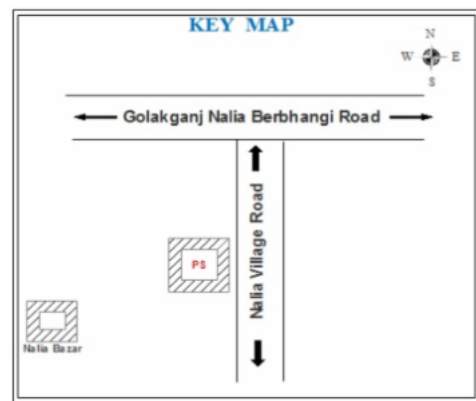 KEY MAP
N
W E
S
Golakganj Nalia Berbhangi Road
Nalia Village Road
PS
Nalia Bazar